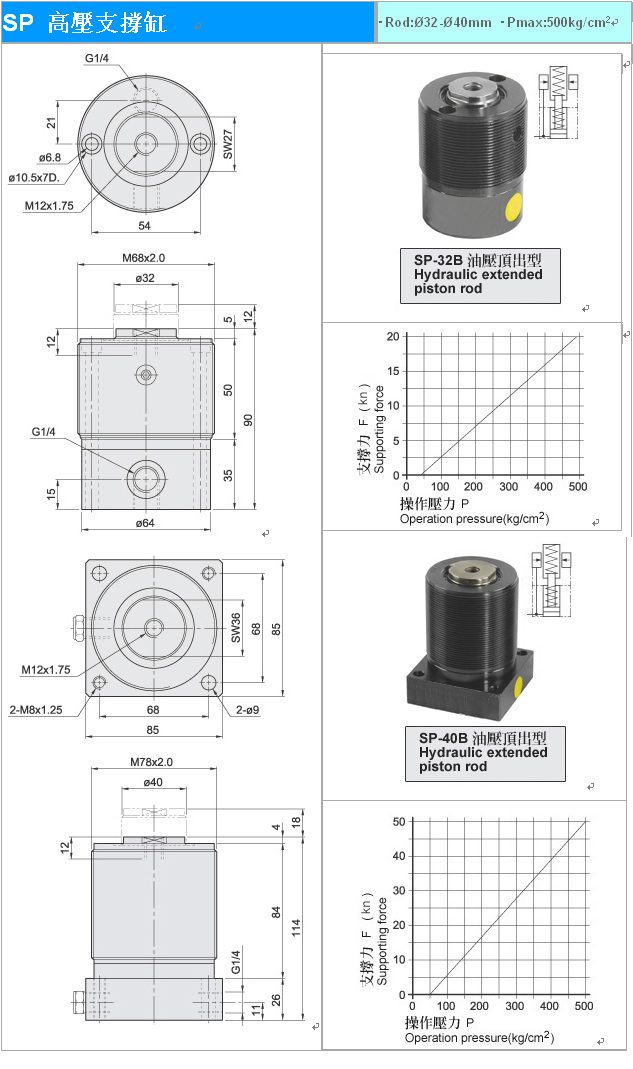 SP 高壓支撐缸
·Rod:Ø32-Ø40mm ·Pmax:500kg/cm2
G1/4
21
SW27
ø6.8
ø10.5x7D.
M12x1.75
54
SP-32B 油壓頂出型
Hydraulic extended
piston rod
M68x2.0
ø32
5
12
12
50
90
G1/4
35
15
ø64
20
15
10
5
0
0 100 200 300 400 500
支撐力 F (kn)
Supporting force
操作壓力 P
Operation pressure(kg/cm2)
SW36
68
85
M12x1.75
2-M8x1.25
68
2-ø9
85
SP-40B 油壓頂出型
Hydraulic extended
piston rod
M78x2.0
ø40
4
18
12
84
114
G1/4
11
26
50
40
30
20
10
0
0 100 200 300 400 500
支撐力 F (kn)
Supporting force
操作壓力 P
Operation pressure(kg/cm2)